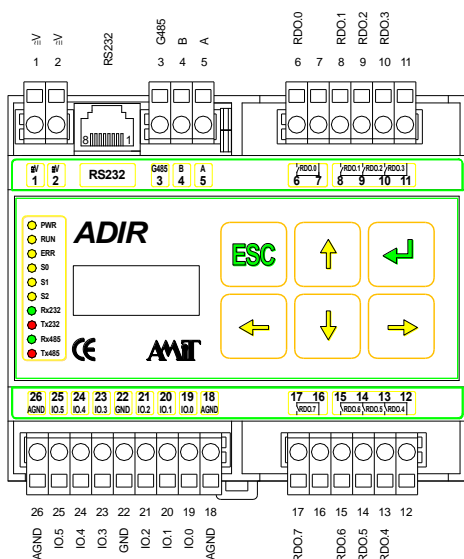 ≂V ≂V RS232 G485 B A RDO.0 RDO.1 RDO.2 RDO.3
1 2 3 4 5 6 7 8 9 10 11
8 1
≂V ≂V RS232 G485 B A RDO.0 RDO.1 RDO.2 RDO.3
1 2 3 4 5 6 7 8 9 10 11
PWR
RUN
ERR
S0
S1
S2
Rx232
Tx232
Rx485
Tx485
ADIR
CE AMiT
ESC
26 25 24 23 22 21 20 19 18 17 16 15 14 13 12
AGND IO.5 IO.4 IO.3 GND IO.2 IO.1 IO.0 AGND RDO.7 RDO.6 RDO.5 RDO.4
26 25 24 23 22 21 20 19 18 17 16 15 14 13 12
AGND IO.5 IO.4 IO.3 GND IO.2 IO.1 IO.0 AGND RDO.7 RDO.6 RDO.5 RDO.4